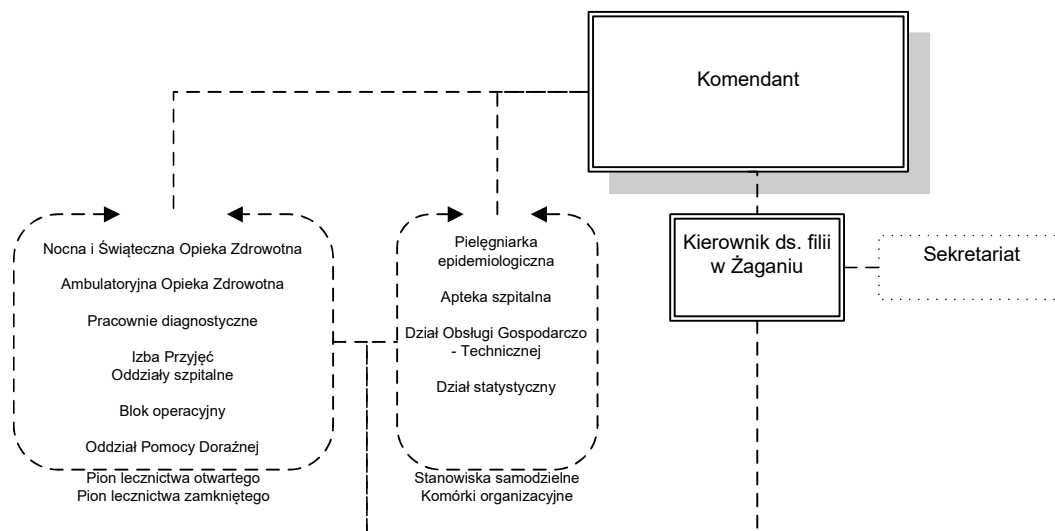 Komendant
Kierownik ds. filii
w Żaganiu
Sekretariat
Nocna i Świąteczna Opieka Zdrowotna
Ambulatoryjna Opieka Zdrowotna
Pracownie diagnostyczne
Izba Przyjęć
Oddziały szpitalne
Blok operacyjny
Oddział Pomocy Doraźnej
Pion lecznictwa otwartego
Pion lecznictwa zamkniętego
Pielęgniarka
epidemiologiczna
Apteka szpitalna
Dział Obsługi Gospodarczo
- Technicznej
Dział statystyczny
Stanowiska samodzielne
Komórki organizacyjne